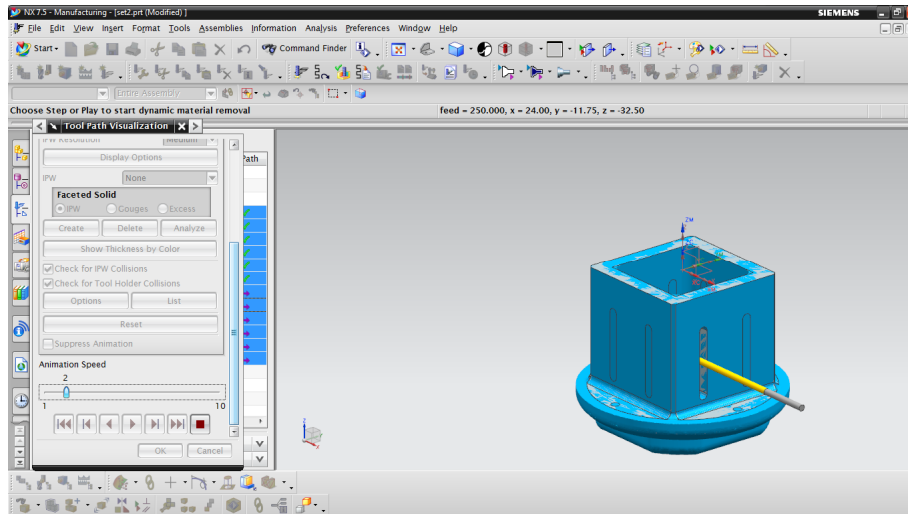 NX 7.5 - Manufacturing - [set2.prt (Modified) ]
SIEMENS
File Edit View Insert Format Tools Assemblies Information Analysis Preferences Window Help
Start Command Finder
Entire Assembly
Choose Step or Play to start dynamic material removal
feed = 250.000, x = 24.00, y = -11.75, z = -32.50
Tool Path Visualization
IPW Resolution Medium
Display Options
Path
IPW None
Faceted Solid
IPW Gouges Excess
Create Delete Analyze
Show Thickness by Color
Check for IPW Collisions
Check for Tool Holder Collisions
Options List
Reset
Suppress Animation
Animation Speed
2
1 10
OK Cancel
ZM